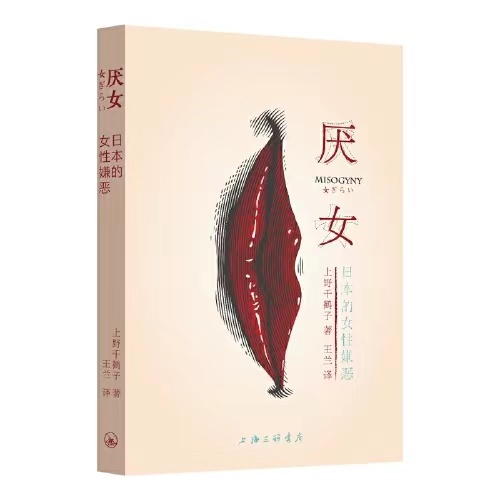 厌女
女ぎらい
日本的
女性嫌恶
上野千鹤子 著
王兰 译
厌
MISOGYNY
女ぎらい
女
日本的女性嫌恶
上野千鹤子 著
王兰 译
上海三联书店